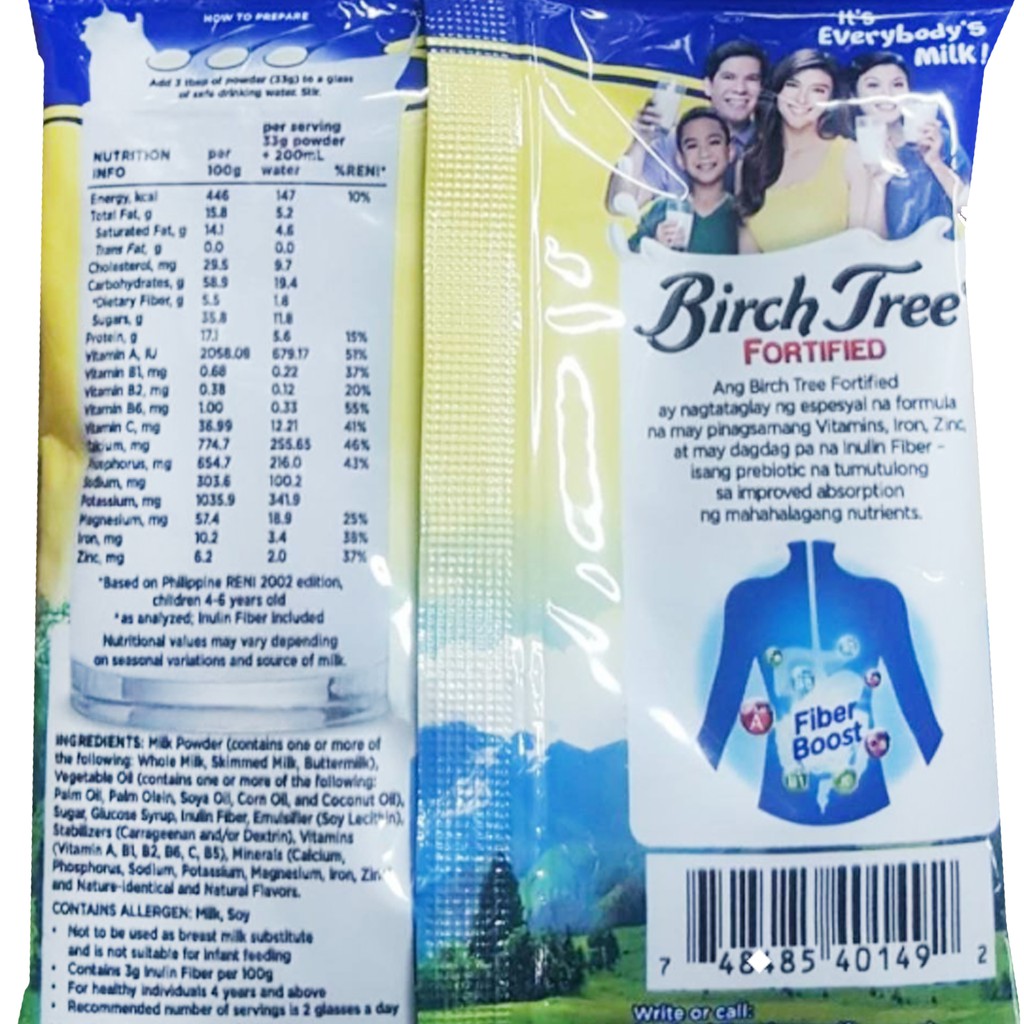 HOW TO PREPARE
Add 3 tbsp of powder (33g) to a glass
of safe drinking water. Stir.
NUTRITION INFO per 100g per serving 33g powder + 200mL water %RENI*
Energy, kcal 446 147 10%
Total Fat, g 15.8 5.2
Saturated Fat, g 14.1 4.6
Trans Fat, g 0.0 0.0
Cholesterol, mg 29.5 9.7
Carbohydrates, g 58.9 19.4
*Dietary Fiber, g 5.5 1.8
Sugars, g 35.8 11.8
Protein, g 17.1 5.6 15%
Vitamin A, IU 2058.08 679.17 51%
Vitamin B1, mg 0.68 0.22 37%
Vitamin B2, mg 0.38 0.12 20%
Vitamin B6, mg 1.00 0.33 55%
Vitamin C, mg 36.99 12.21 41%
Calcium, mg 774.7 255.65 46%
Phosphorus, mg 654.7 216.0 43%
Sodium, mg 303.6 100.2
Potassium, mg 1035.9 341.9
Magnesium, mg 57.4 18.9 25%
Iron, mg 10.2 3.4 38%
Zinc, mg 6.2 2.0 37%
*Based on Philippine RENI 2002 edition,
children 4-6 years old
*as analyzed; Inulin Fiber Included
Nutritional values may vary depending
on seasonal variations and source of milk.
INGREDIENTS: Milk Powder (contains one or more of
the following: Whole Milk, Skimmed Milk, Buttermilk),
Vegetable Oil (contains one or more of the following:
Palm Oil, Palm Olein, Soya Oil, Corn Oil, and Coconut Oil),
Sugar, Glucose Syrup, Inulin Fiber, Emulsifier (Soy Lecithin),
Stabilizers (Carrageenan and/or Dextrin), Vitamins
(Vitamin A, B1, B2, B6, C, B5), Minerals (Calcium,
Phosphorus, Sodium, Potassium, Magnesium, Iron, Zinc)
and Nature-identical and Natural Flavors.
CONTAINS ALLERGEN: Milk, Soy
• Not to be used as breast milk substitute
and is not suitable for infant feeding
• Contains 3g Inulin Fiber per 100g
• For healthy individuals 4 years and above
• Recommended number of servings is 2 glasses a day
It's
Everybody's
Milk!
Birch Tree
FORTIFIED
Ang Birch Tree Fortified
ay nagtataglay ng espesyal na formula
na may pinagsamang Vitamins, Iron, Zinc,
at may dagdag pa na Inulin Fiber -
isang prebiotic na tumutulong
sa improved absorption
ng mahahalagang nutrients.
A
Fiber
Boost
7 48 85 40149 2
Write or call: